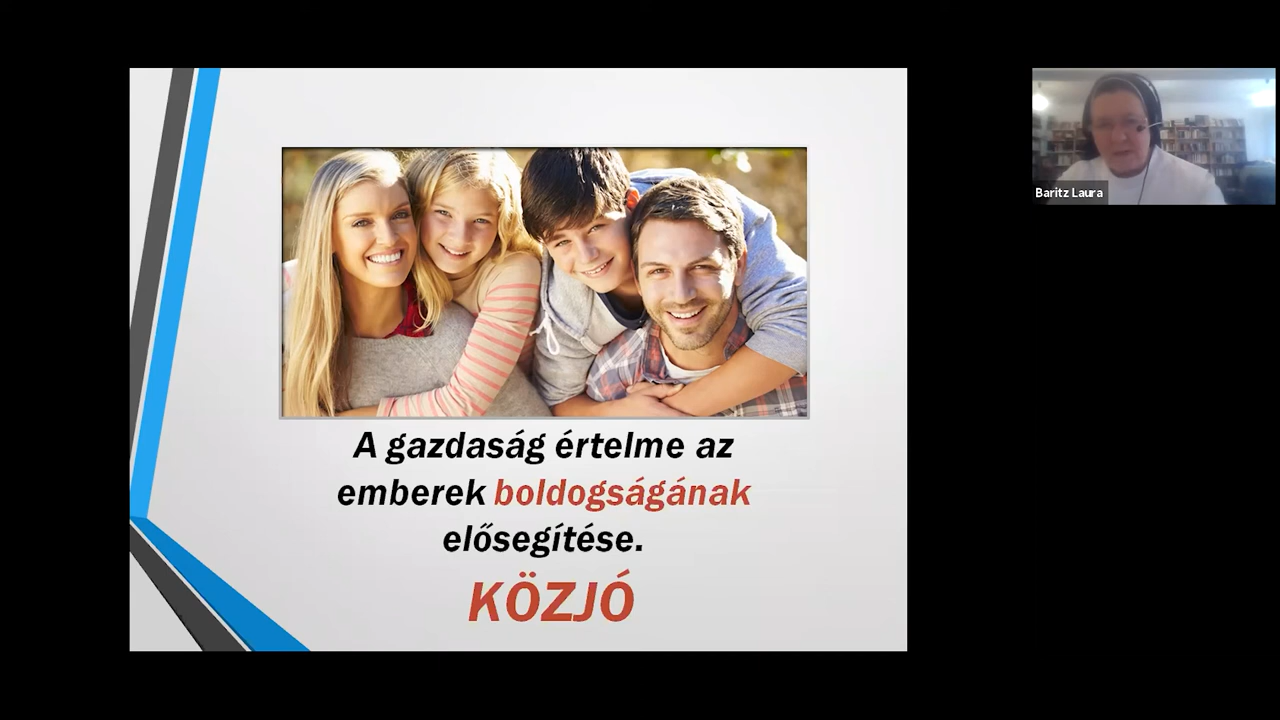 A gazdaság értelme az
emberek boldogságának
elősegítése.
KÖZJÓ
Baritz Laura